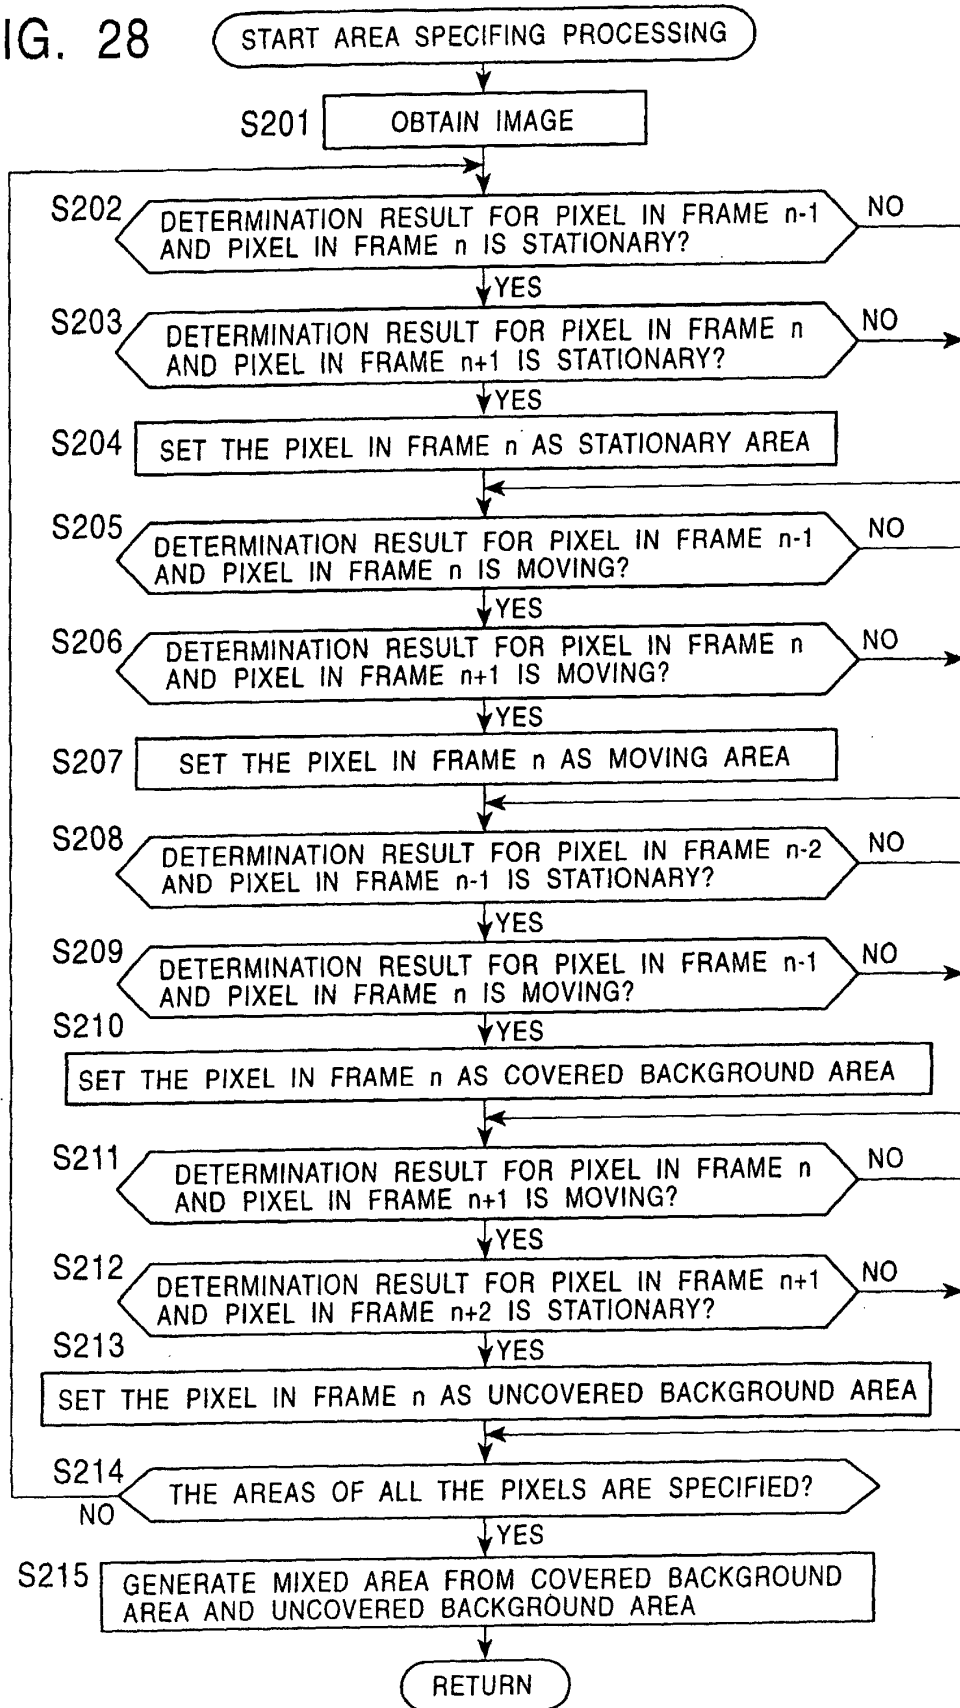 IG. 28
START AREA SPECIFING PROCESSING
S201
OBTAIN IMAGE
S202
DETERMINATION RESULT FOR PIXEL IN FRAME n-1
AND PIXEL IN FRAME n IS STATIONARY?
NO
YES
S203
DETERMINATION RESULT FOR PIXEL IN FRAME n
AND PIXEL IN FRAME n+1 IS STATIONARY?
NO
YES
S204
SET THE PIXEL IN FRAME n AS STATIONARY AREA
S205
DETERMINATION RESULT FOR PIXEL IN FRAME n-1
AND PIXEL IN FRAME n IS MOVING?
NO
YES
S206
DETERMINATION RESULT FOR PIXEL IN FRAME n
AND PIXEL IN FRAME n+1 IS MOVING?
NO
YES
S207
SET THE PIXEL IN FRAME n AS MOVING AREA
S208
DETERMINATION RESULT FOR PIXEL IN FRAME n-2
AND PIXEL IN FRAME n-1 IS STATIONARY?
NO
YES
S209
DETERMINATION RESULT FOR PIXEL IN FRAME n-1
AND PIXEL IN FRAME n IS MOVING?
NO
YES
S210
SET THE PIXEL IN FRAME n AS COVERED BACKGROUND AREA
S211
DETERMINATION RESULT FOR PIXEL IN FRAME n
AND PIXEL IN FRAME n+1 IS MOVING?
NO
YES
S212
DETERMINATION RESULT FOR PIXEL IN FRAME n+1
AND PIXEL IN FRAME n+2 IS STATIONARY?
NO
YES
S213
SET THE PIXEL IN FRAME n AS UNCOVERED BACKGROUND AREA
S214
THE AREAS OF ALL THE PIXELS ARE SPECIFIED?
NO
YES
S215
GENERATE MIXED AREA FROM COVERED BACKGROUND
AREA AND UNCOVERED BACKGROUND AREA
RETURN